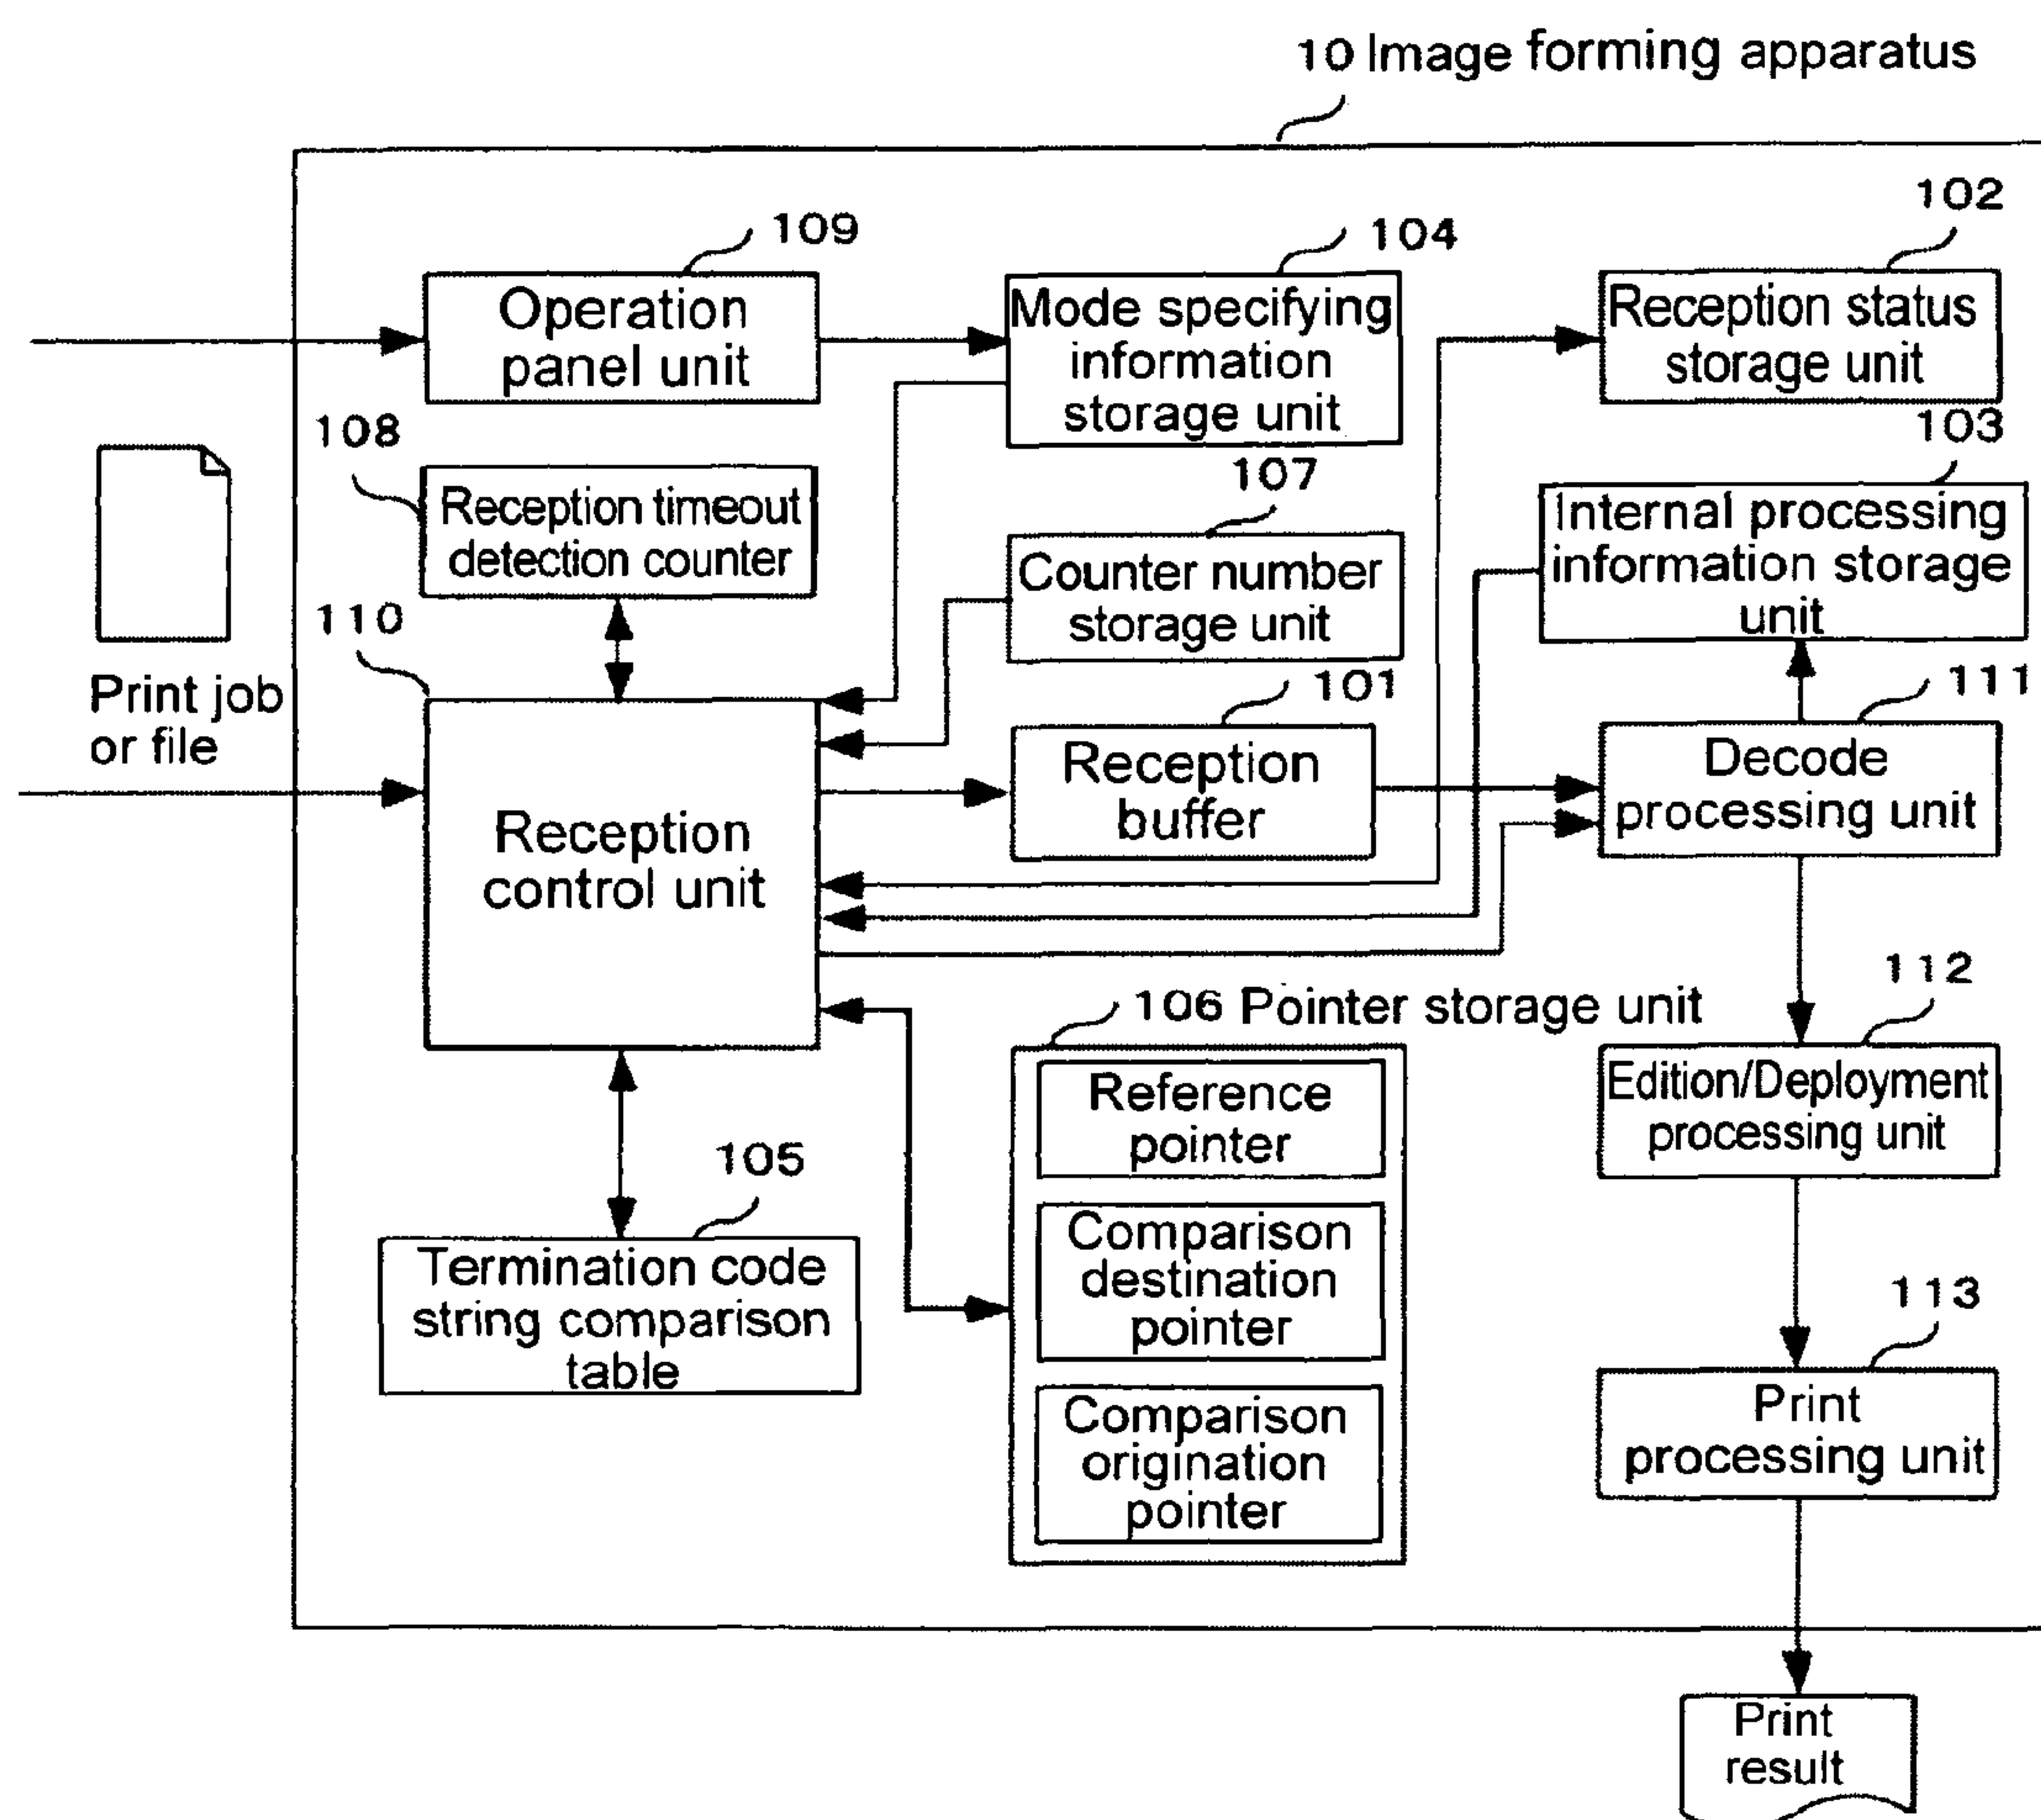 10 Image forming apparatus
102
109
104
Operation
panel unit
Mode specifying
information
storage unit
Reception status
storage unit
108
107
103
Reception timeout
detection counter
Counter number
storage unit
Internal processing
information storage
unit
110
101
111
Print job
or file
Reception
control unit
Reception
buffer
Decode
processing unit
112
106 Pointer storage unit
Reference
pointer
Edition/Deployment
processing unit
105
Termination code
string comparison
table
Comparison
destination
pointer
113
Comparison
origination
pointer
Print
processing unit
Print
result